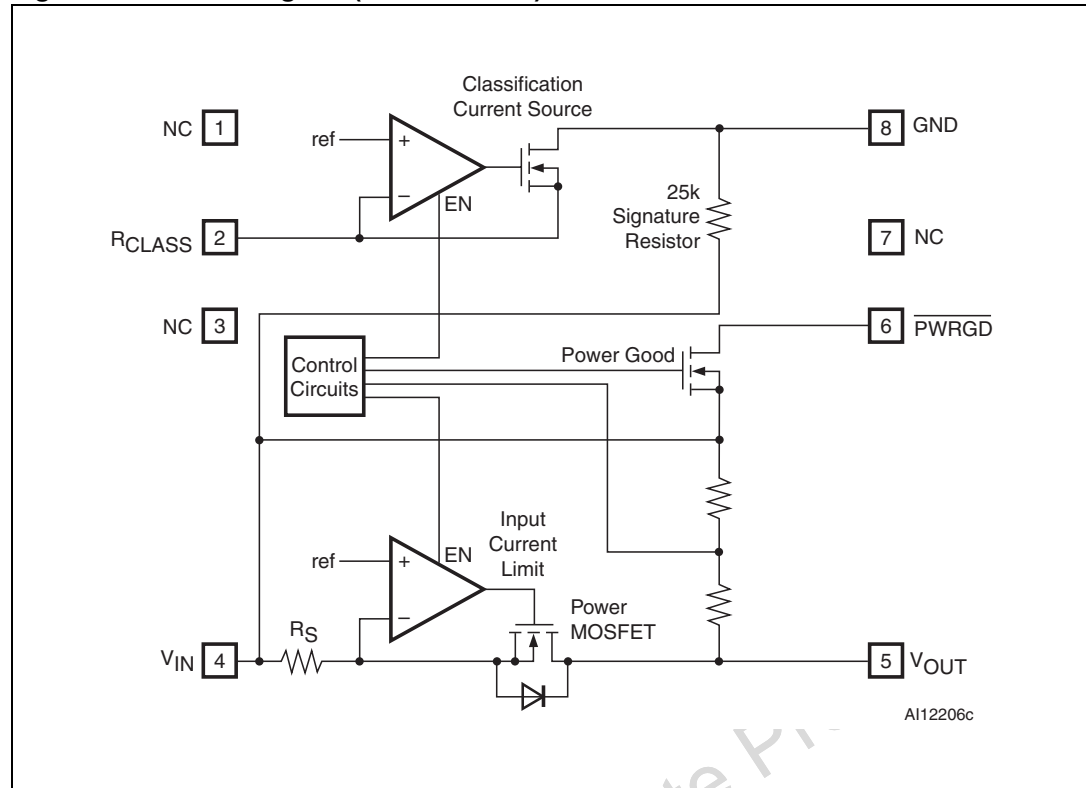 Classification
Current Source
NC 1
ref
+
−
EN
8 GND
25k
Signature
Resistor
RCLASS 2
7 NC
NC 3
6 PWRGD
Power Good
Control
Circuits
Input
Current
Limit
ref
+
−
EN
Power
MOSFET
RS
VIN 4
5 VOUT
AI12206c